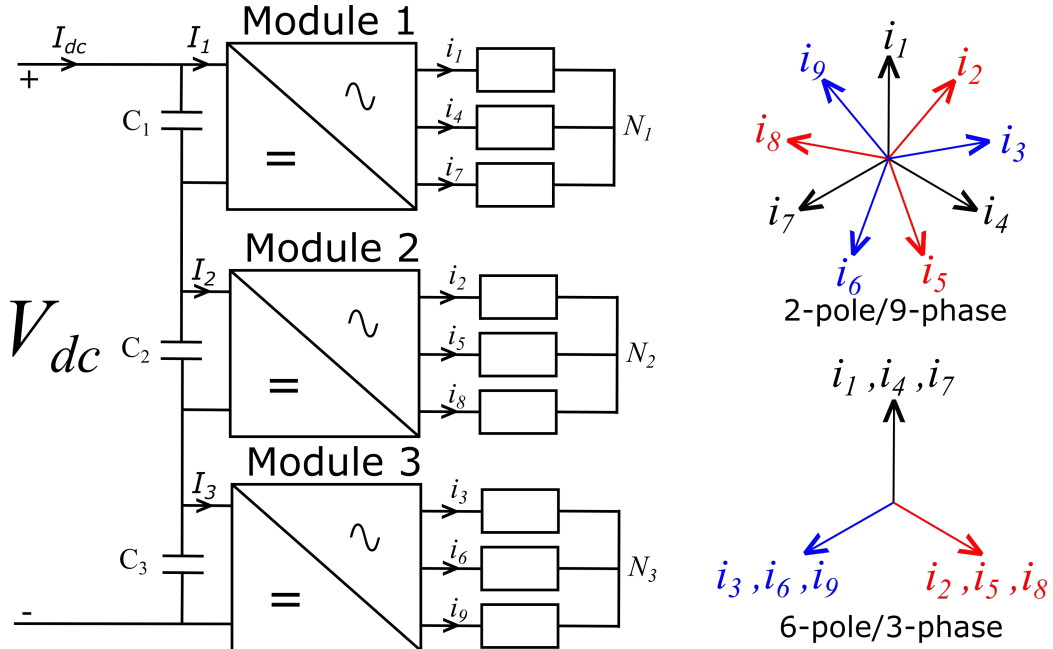 Module 1
I_dc
I_1
+
C_1
=
i_1
i_4
i_7
N_1
Module 2
V_dc
I_2
C_2
=
i_2
i_5
i_8
N_2
Module 3
I_3
C_3
=
-
i_3
i_6
i_9
N_3
i_1
i_9
i_2
i_8
i_3
i_7
i_4
i_6
i_5
2-pole/9-phase
i_1 ,i_4 ,i_7
i_3 ,i_6 ,i_9
i_2 ,i_5 ,i_8
6-pole/3-phase